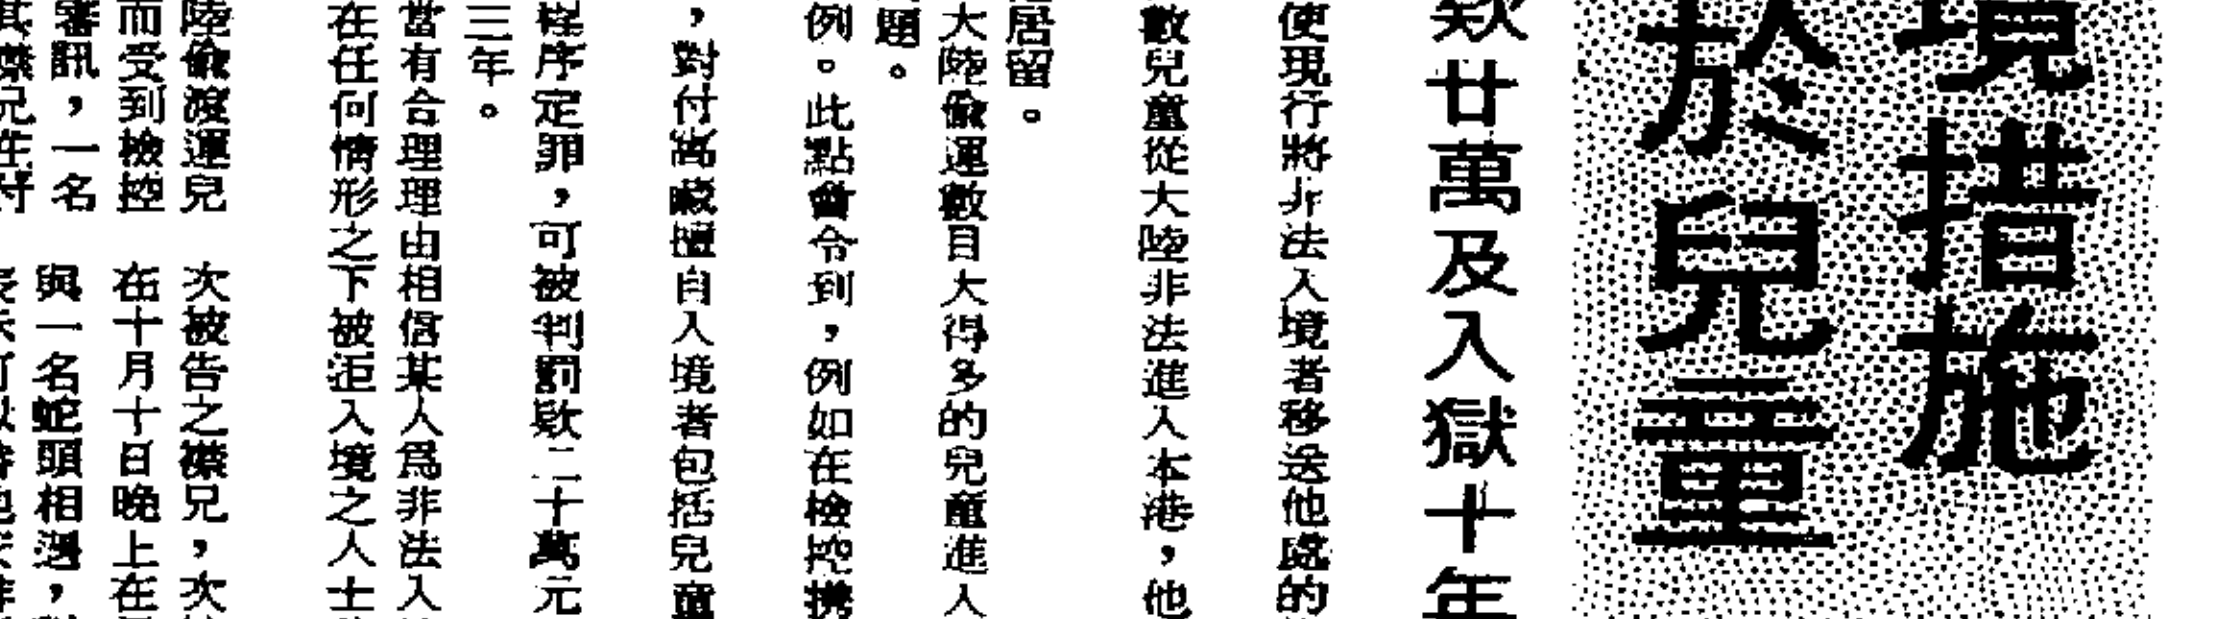 境措施
於兒童
款廿萬及入獄十年
使現行將非法入境者移送他處的
數兒童從大陸非法進入本港，他
居留。
大陸偷運數目大得多的兒童進入
題。
例。此點會令到，例如在檢控攜
，對付窩藏擅自入境者包括兒童
程序定罪，可被判罰款二十萬元
三年。
當有合理理由相信某人爲非法入
在任何情形之下被拒入境之人士
陸偷渡運兒
而受到檢控
審訊，一名
其襟兄在對
次被告之襟兄，次
在十月十日晚上在
與一名蛇頭相遇，